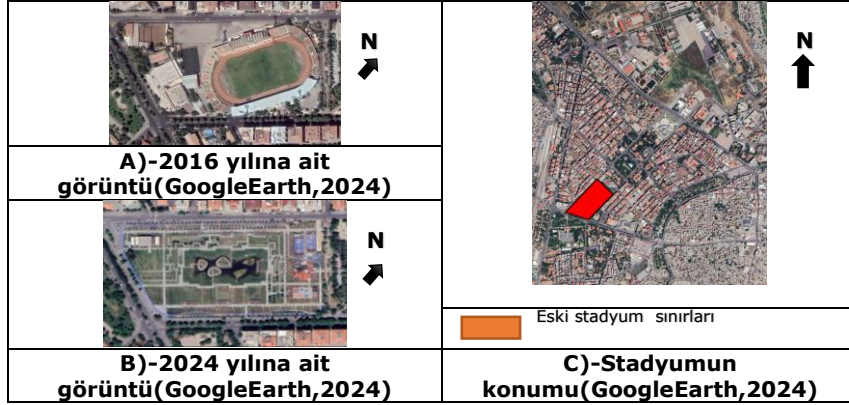 N
A)-2016 yılına ait
görüntü(GoogleEarth,2024)
N
B)-2024 yılına ait
görüntü(GoogleEarth,2024)
N
Eski stadyum sınırları
C)-Stadyumun
konumu(GoogleEarth,2024)